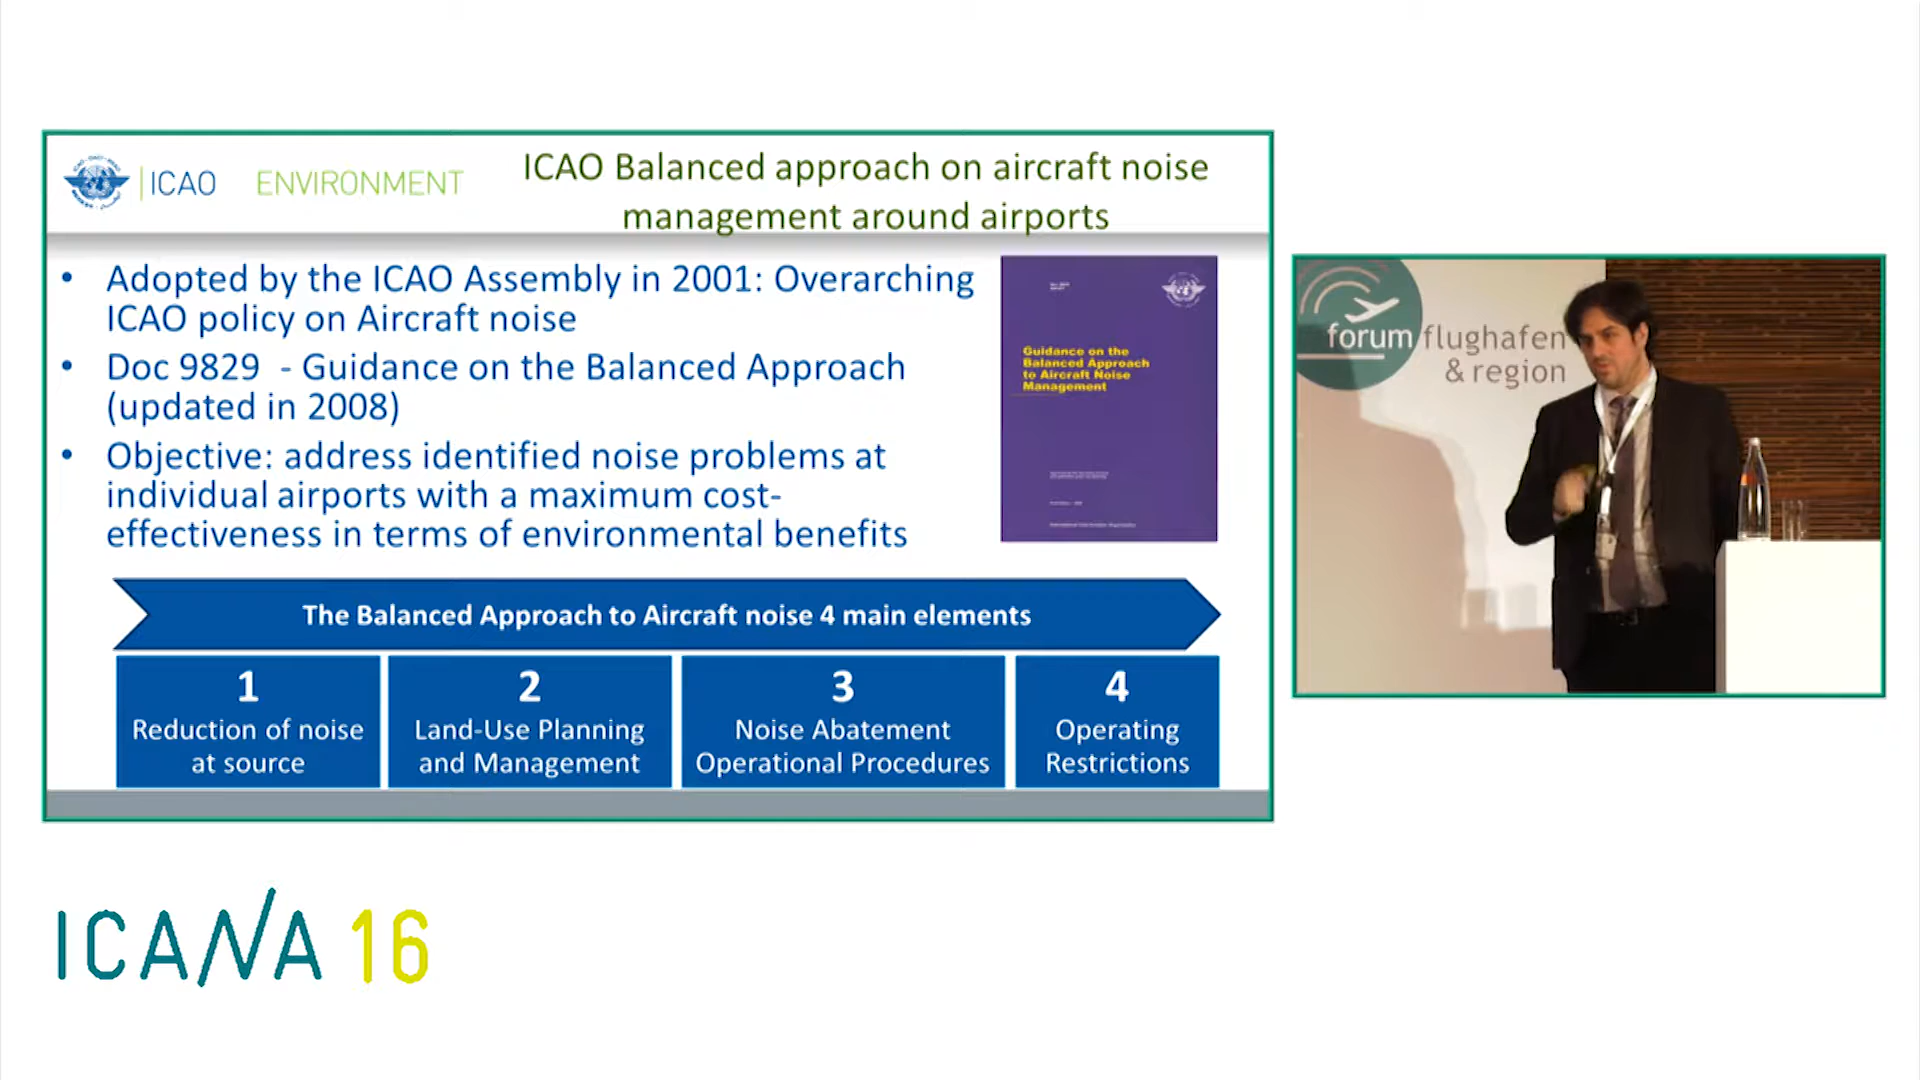 ICAO ENVIRONMENT
ICAO Balanced approach on aircraft noise
management around airports
• Adopted by the ICAO Assembly in 2001: Overarching
ICAO policy on Aircraft noise
• Doc 9829 - Guidance on the Balanced Approach
(updated in 2008)
• Objective: address identified noise problems at
individual airports with a maximum cost-
effectiveness in terms of environmental benefits
Guidance on the
Balanced Approach
to Aircraft Noise
Management
The Balanced Approach to Aircraft noise 4 main elements
1
Reduction of noise
at source
2
Land-Use Planning
and Management
3
Noise Abatement
Operational Procedures
4
Operating
Restrictions
forum flughafen
& region
ICANA 16